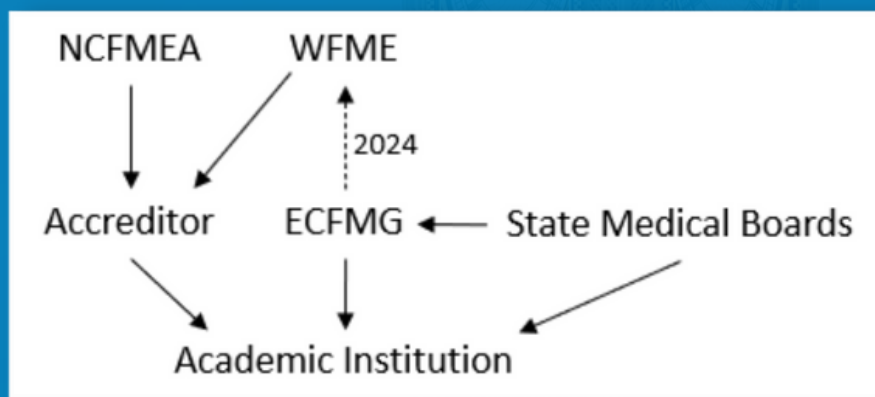 NCFMEA WFME
2024
Accreditor ECFMG State Medical Boards
Academic Institution